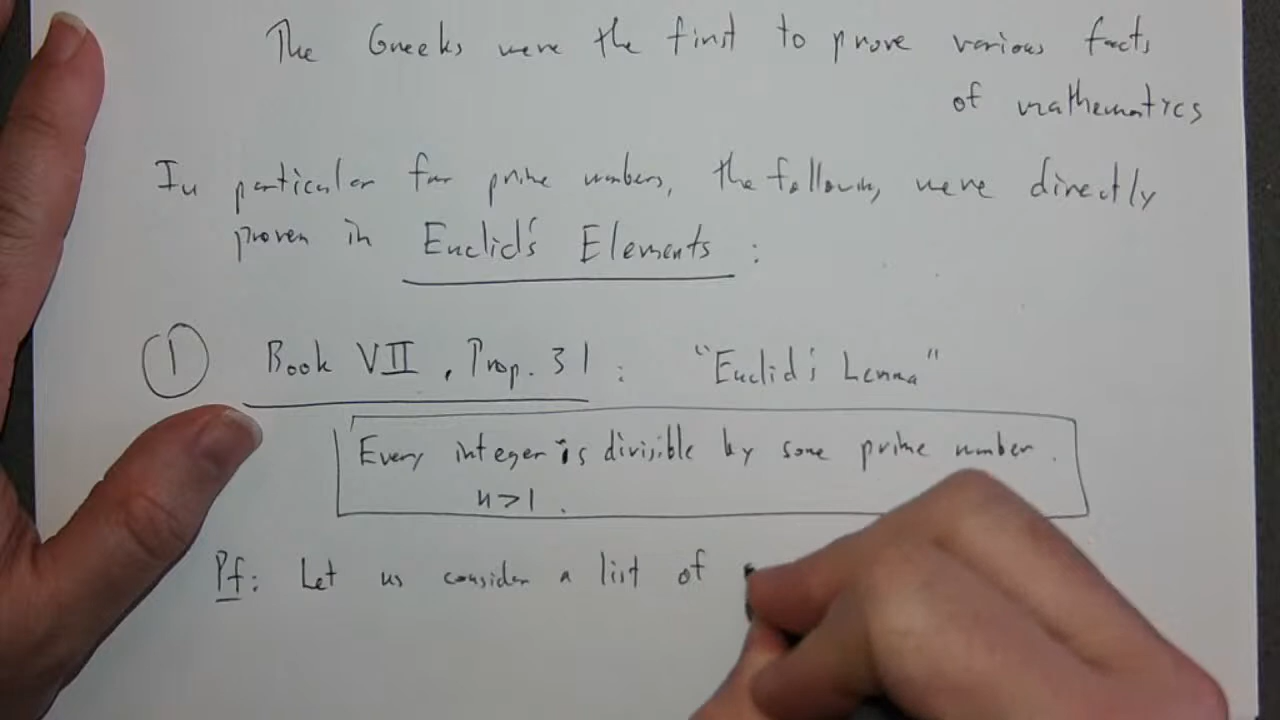 The Greeks were the first to prove various facts
of mathematics
In particular for prime numbers, the following were directly
proven in Euclid's Elements :
1 Book VII, Prop. 31 : "Euclid's Lemma"
Every integer is divisible by some prime number.
n>1.
Pf: Let us consider a list of